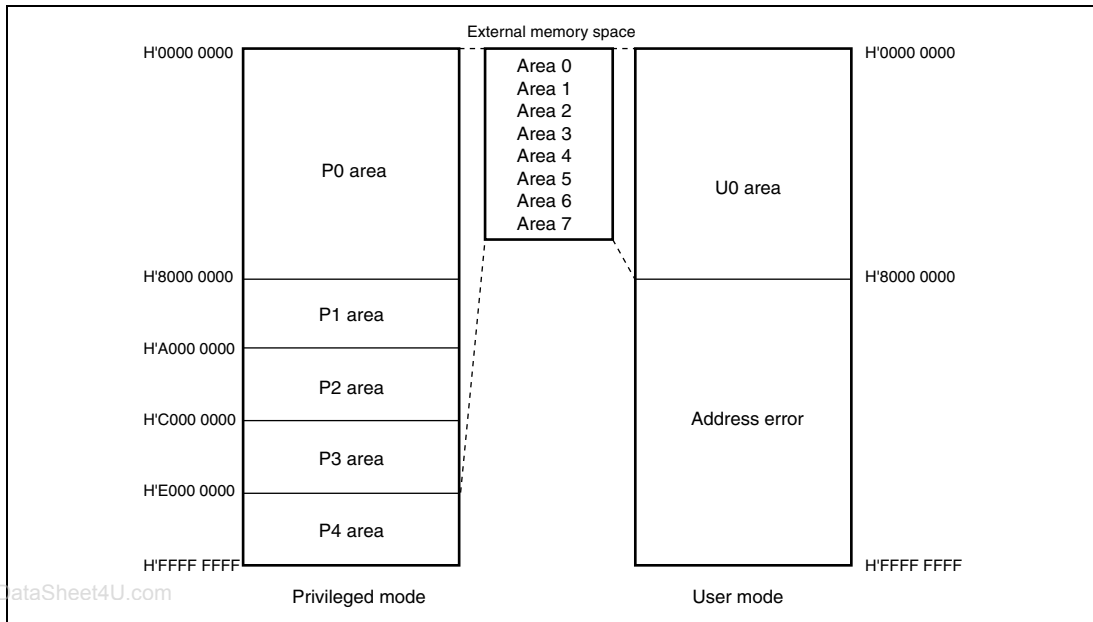 External memory space
H'0000 0000
H'0000 0000
Area 0
Area 1
Area 2
Area 3
Area 4
Area 5
Area 6
Area 7
P0 area
U0 area
H'8000 0000
H'8000 0000
P1 area
H'A000 0000
P2 area
H'C000 0000
Address error
P3 area
H'E000 0000
P4 area
H'FFFF FFFF
H'FFFF FFFF
DataSheet4U.com
Privileged mode
User mode